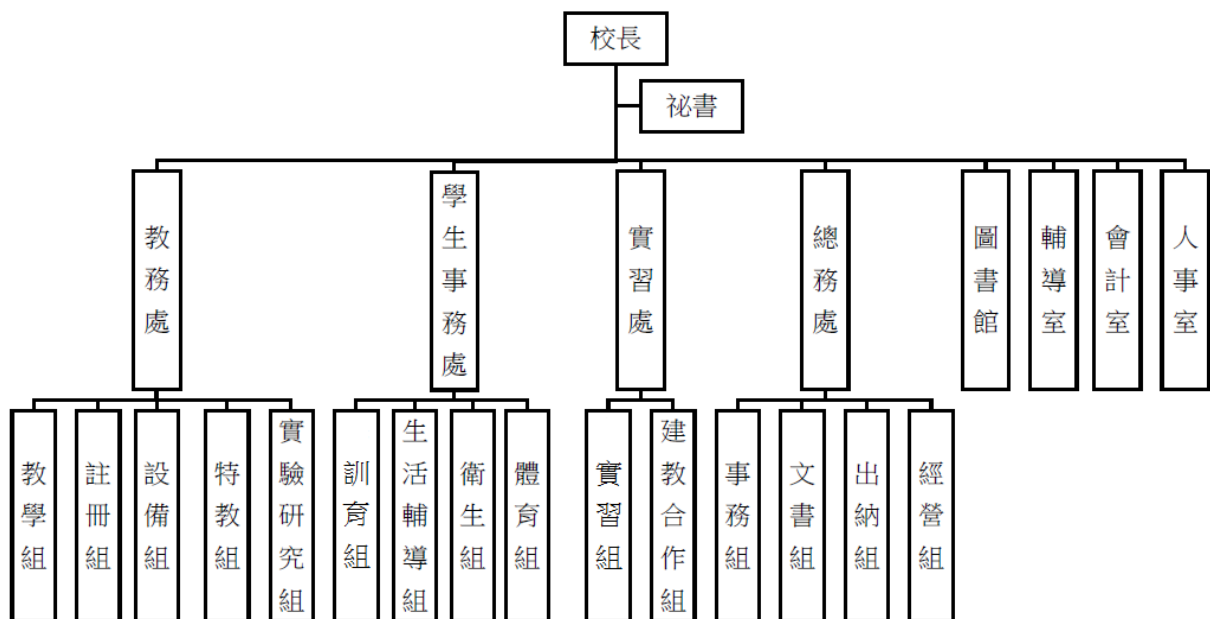 校長
祕書
教務處
學生事務處
實習處
總務處
圖書館
輔導室
會計室
人事室
教學組
註冊組
設備組
特教組
實驗研究組
訓育組
生活輔導組
衛生組
體育組
實習組
建教合作組
事務組
文書組
出納組
經營組